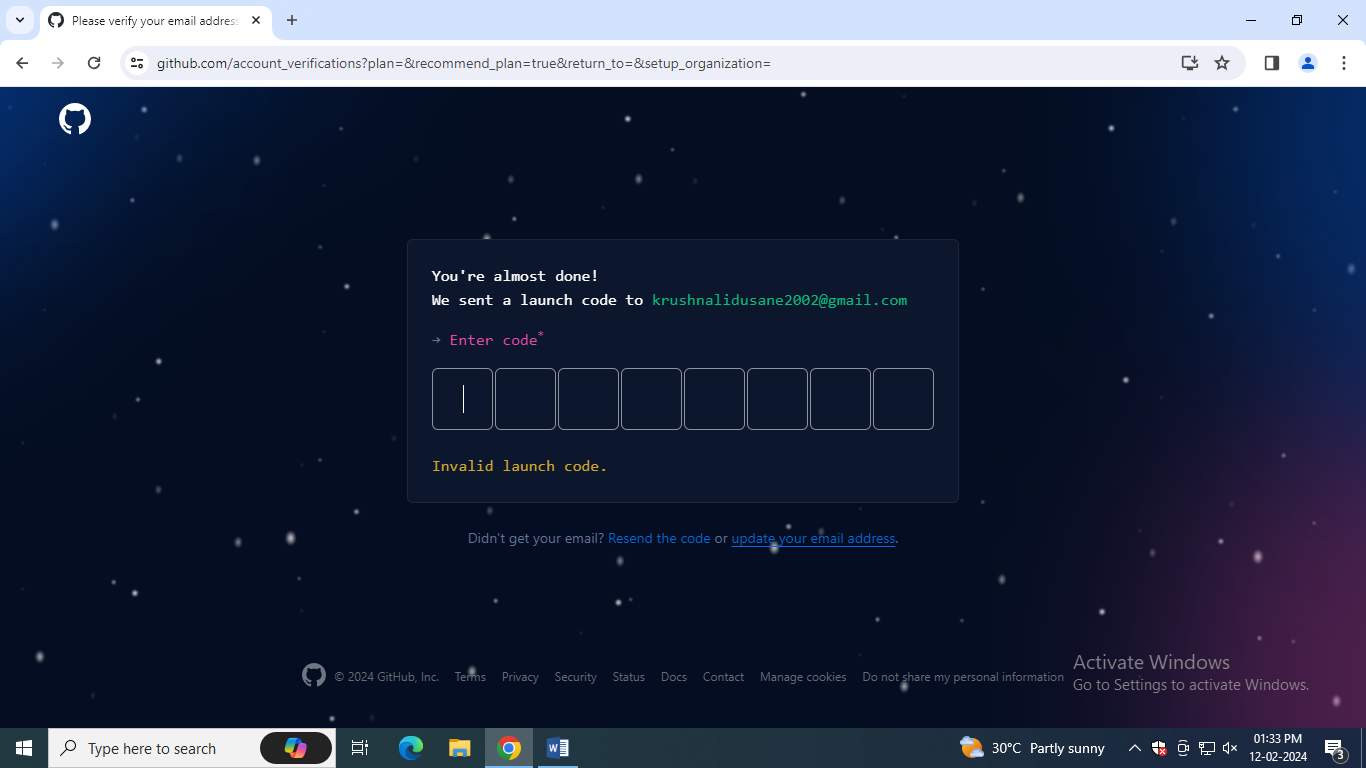 Please verify your email address
github.com/account_verifications?plan=&recommend_plan=true&return_to=&setup_organization=
You're almost done!
We sent a launch code to krushnalidusane2002@gmail.com
→ Enter code*
Invalid launch code.
Didn't get your email? Resend the code or update your email address.
Activate Windows
Go to Settings to activate Windows.
© 2024 GitHub, Inc. Terms Privacy Security Status Docs Contact Manage cookies Do not share my personal information
Type here to search
30°C Partly sunny
01:33 PM
12-02-2024
3